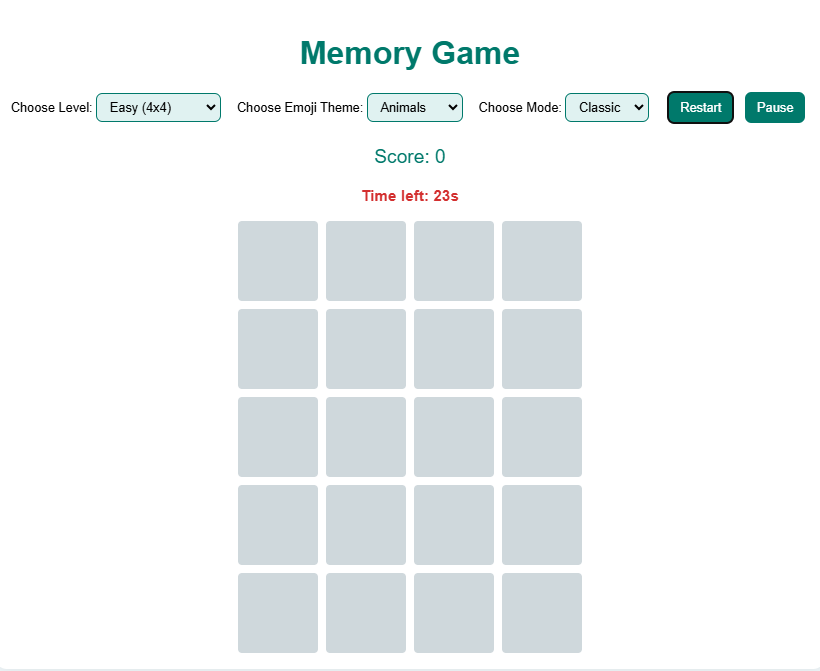 Memory Game
Choose Level: Easy (4x4) Choose Emoji Theme: Animals Choose Mode: Classic Restart Pause
Score: 0
Time left: 23s